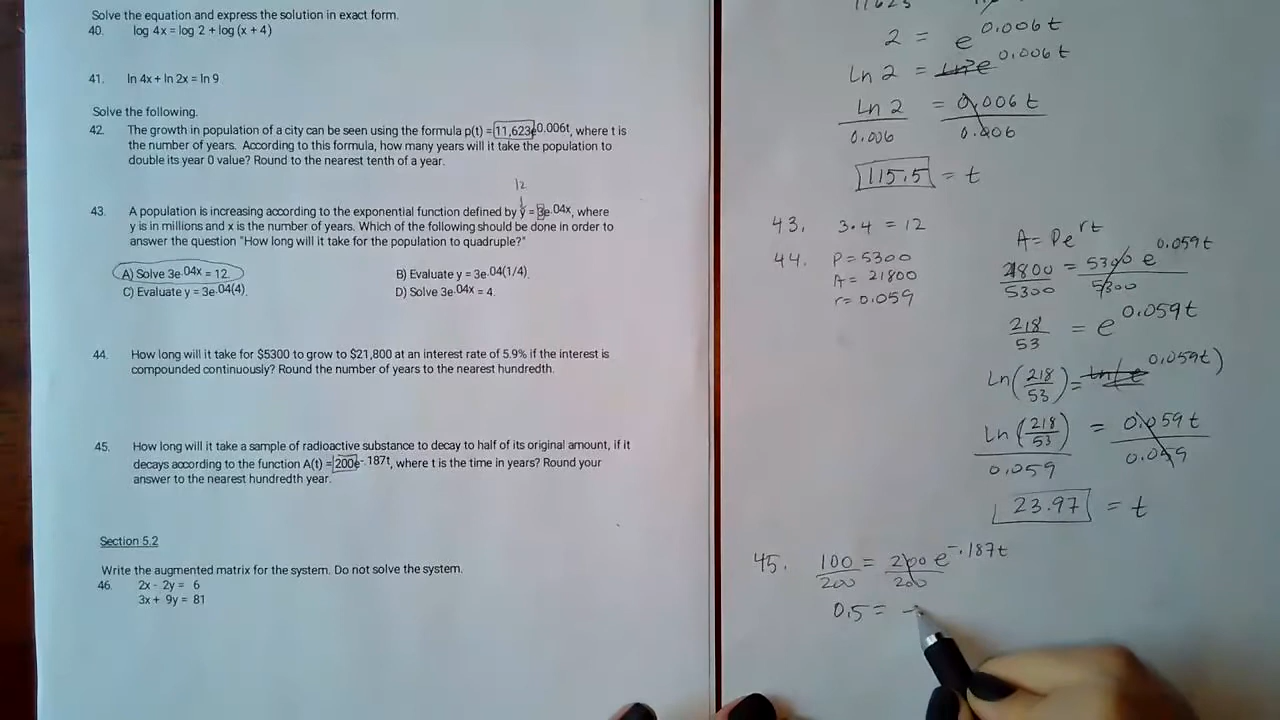 Solve the equation and express the solution in exact form.
40. log 4x = log 2 + log (x + 4)
41. ln 4x + ln 2x = ln 9
Solve the following.
42. The growth in population of a city can be seen using the formula p(t) = 11,623e0.006t, where t is
the number of years. According to this formula, how many years will it take the population to
double its year 0 value? Round to the nearest tenth of a year.
12
43. A population is increasing according to the exponential function defined by y = 3e.04x, where
y is in millions and x is the number of years. Which of the following should be done in order to
answer the question "How long will it take for the population to quadruple?"
A) Solve 3e.04x = 12. B) Evaluate y = 3e.04(1/4).
C) Evaluate y = 3e.04(4). D) Solve 3e.04x = 4.
44. How long will it take for $5300 to grow to $21,800 at an interest rate of 5.9% if the interest is
compounded continuously? Round the number of years to the nearest hundredth.
45. How long will it take a sample of radioactive substance to decay to half of its original amount, if it
decays according to the function A(t) = 200e-.187t, where t is the time in years? Round your
answer to the nearest hundredth year.
Section 5.2
Write the augmented matrix for the system. Do not solve the system.
46. 2x - 2y = 6
3x + 9y = 81
2 = e 0.006t
Ln 2 = Ln e 0.006t
Ln 2 = 0.006t
0.006 0.006
115.5 = t
43. 3.4 = 12
44. P = 5300
A = 21800
r = 0.059
A = Pe rt
21800 = 5300 e 0.059t
5300 5300
218 = e 0.059t
53
Ln(218/53) = Ln(e 0.059t)
Ln(218/53) = 0.059t
0.059 0.059
23.97 = t
45. 100 = 200 e -.187t
200 200
0.5 =